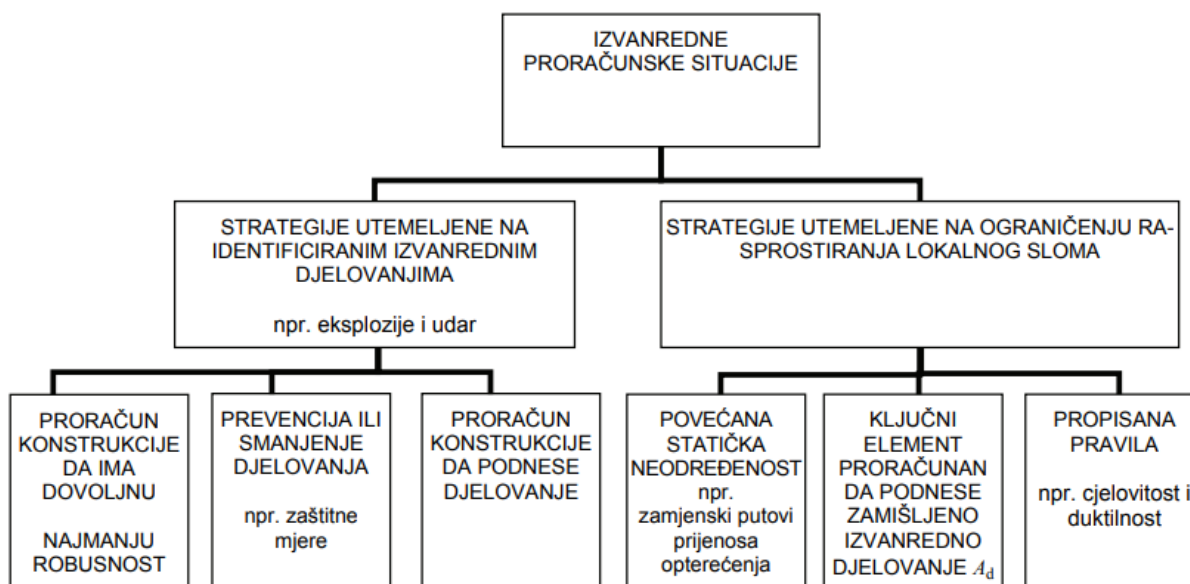 IZVANREDNE
PRORAČUNSKE SITUACIJE
STRATEGIJE UTEMELJENE NA
IDENTIFICIRANIM IZVANREDNIM
DJELOVANJIMA
npr. eksplozije i udar
STRATEGIJE UTEMELJENE NA OGRANIČENJU RA-
SPROSTIRANJA LOKALNOG SLOMA
PRORAČUN
KONSTRUKCIJE
DA IMA
DOVOLJNU
NAJMANJU
ROBUSNOST
PREVENCIJA ILI
SMANJENJE
DJELOVANJA
npr. zaštitne
mjere
PRORAČUN
KONSTRUKCIJE
DA PODNESE
DJELOVANJE
POVEĆANA
STATIČKA
NEODREĐENOST
npr.
zamjenski putovi
prijenosa
opterećenja
KLJUČNI
ELEMENT
PRORAČUNAN
DA PODNESE
ZAMIŠLJENO
IZVANREDNO
DJELOVANJE Ad
PROPISANA
PRAVILA
npr. cjelovitost i
duktilnost